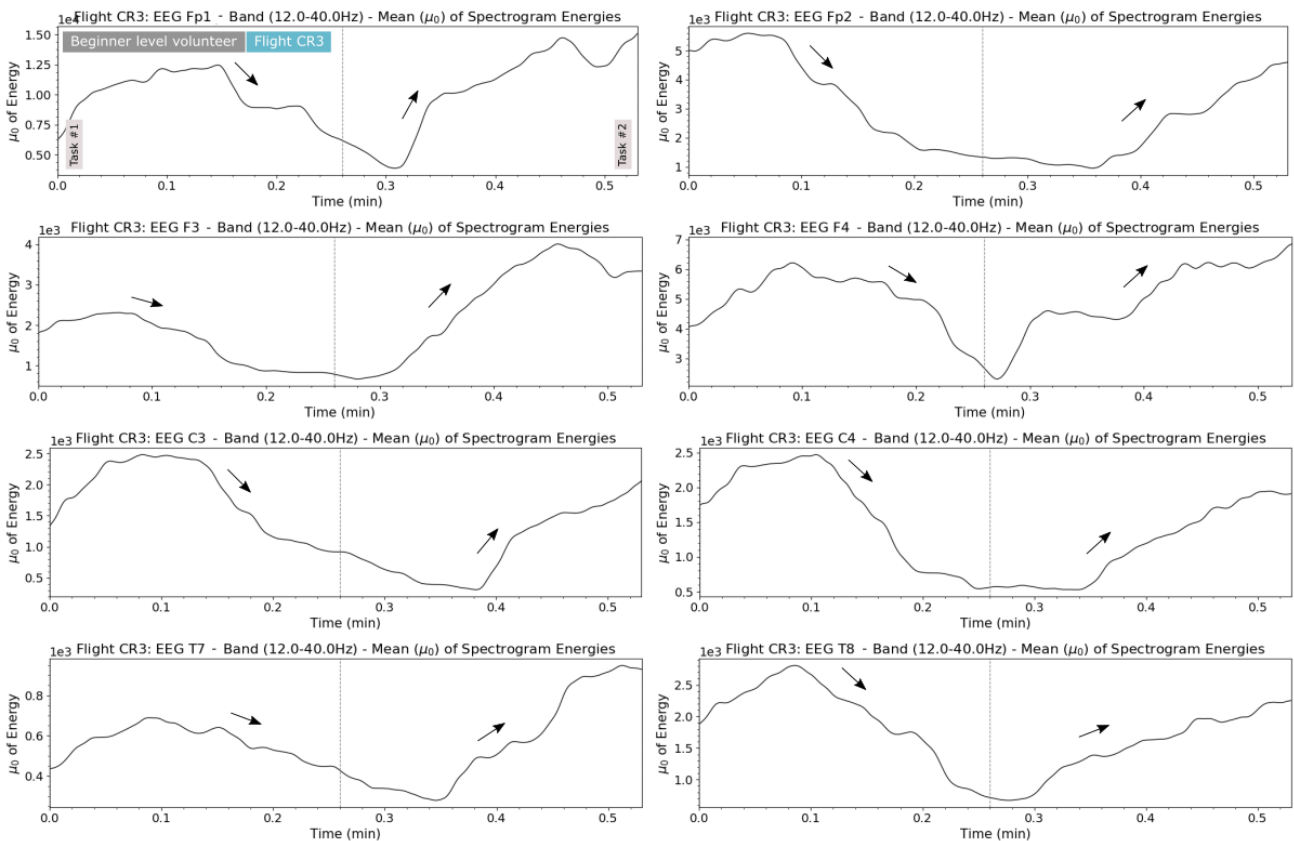 Flight CR3: EEG Fp1 - Band (12.0-40.0Hz) - Mean (μ0) of Spectrogram Energies
1e4
Beginner level volunteer Flight CR3
1.50
1.25
1.00
0.75
0.50
μ0 of Energy
Task #1
Task #2
0.0 0.1 0.2 0.3 0.4 0.5
Time (min)
Flight CR3: EEG Fp2 - Band (12.0-40.0Hz) - Mean (μ0) of Spectrogram Energies
1e3
5
4
3
2
1
μ0 of Energy
0.0 0.1 0.2 0.3 0.4 0.5
Time (min)
Flight CR3: EEG F3 - Band (12.0-40.0Hz) - Mean (μ0) of Spectrogram Energies
1e3
4
3
2
1
μ0 of Energy
0.0 0.1 0.2 0.3 0.4 0.5
Time (min)
Flight CR3: EEG F4 - Band (12.0-40.0Hz) - Mean (μ0) of Spectrogram Energies
1e3
7
6
5
4
3
μ0 of Energy
0.0 0.1 0.2 0.3 0.4 0.5
Time (min)
Flight CR3: EEG C3 - Band (12.0-40.0Hz) - Mean (μ0) of Spectrogram Energies
1e3
2.5
2.0
1.5
1.0
0.5
μ0 of Energy
0.0 0.1 0.2 0.3 0.4 0.5
Time (min)
Flight CR3: EEG C4 - Band (12.0-40.0Hz) - Mean (μ0) of Spectrogram Energies
1e3
2.5
2.0
1.5
1.0
0.5
μ0 of Energy
0.0 0.1 0.2 0.3 0.4 0.5
Time (min)
Flight CR3: EEG T7 - Band (12.0-40.0Hz) - Mean (μ0) of Spectrogram Energies
1e3
0.8
0.6
0.4
μ0 of Energy
0.0 0.1 0.2 0.3 0.4 0.5
Time (min)
Flight CR3: EEG T8 - Band (12.0-40.0Hz) - Mean (μ0) of Spectrogram Energies
1e3
2.5
2.0
1.5
1.0
μ0 of Energy
0.0 0.1 0.2 0.3 0.4 0.5
Time (min)